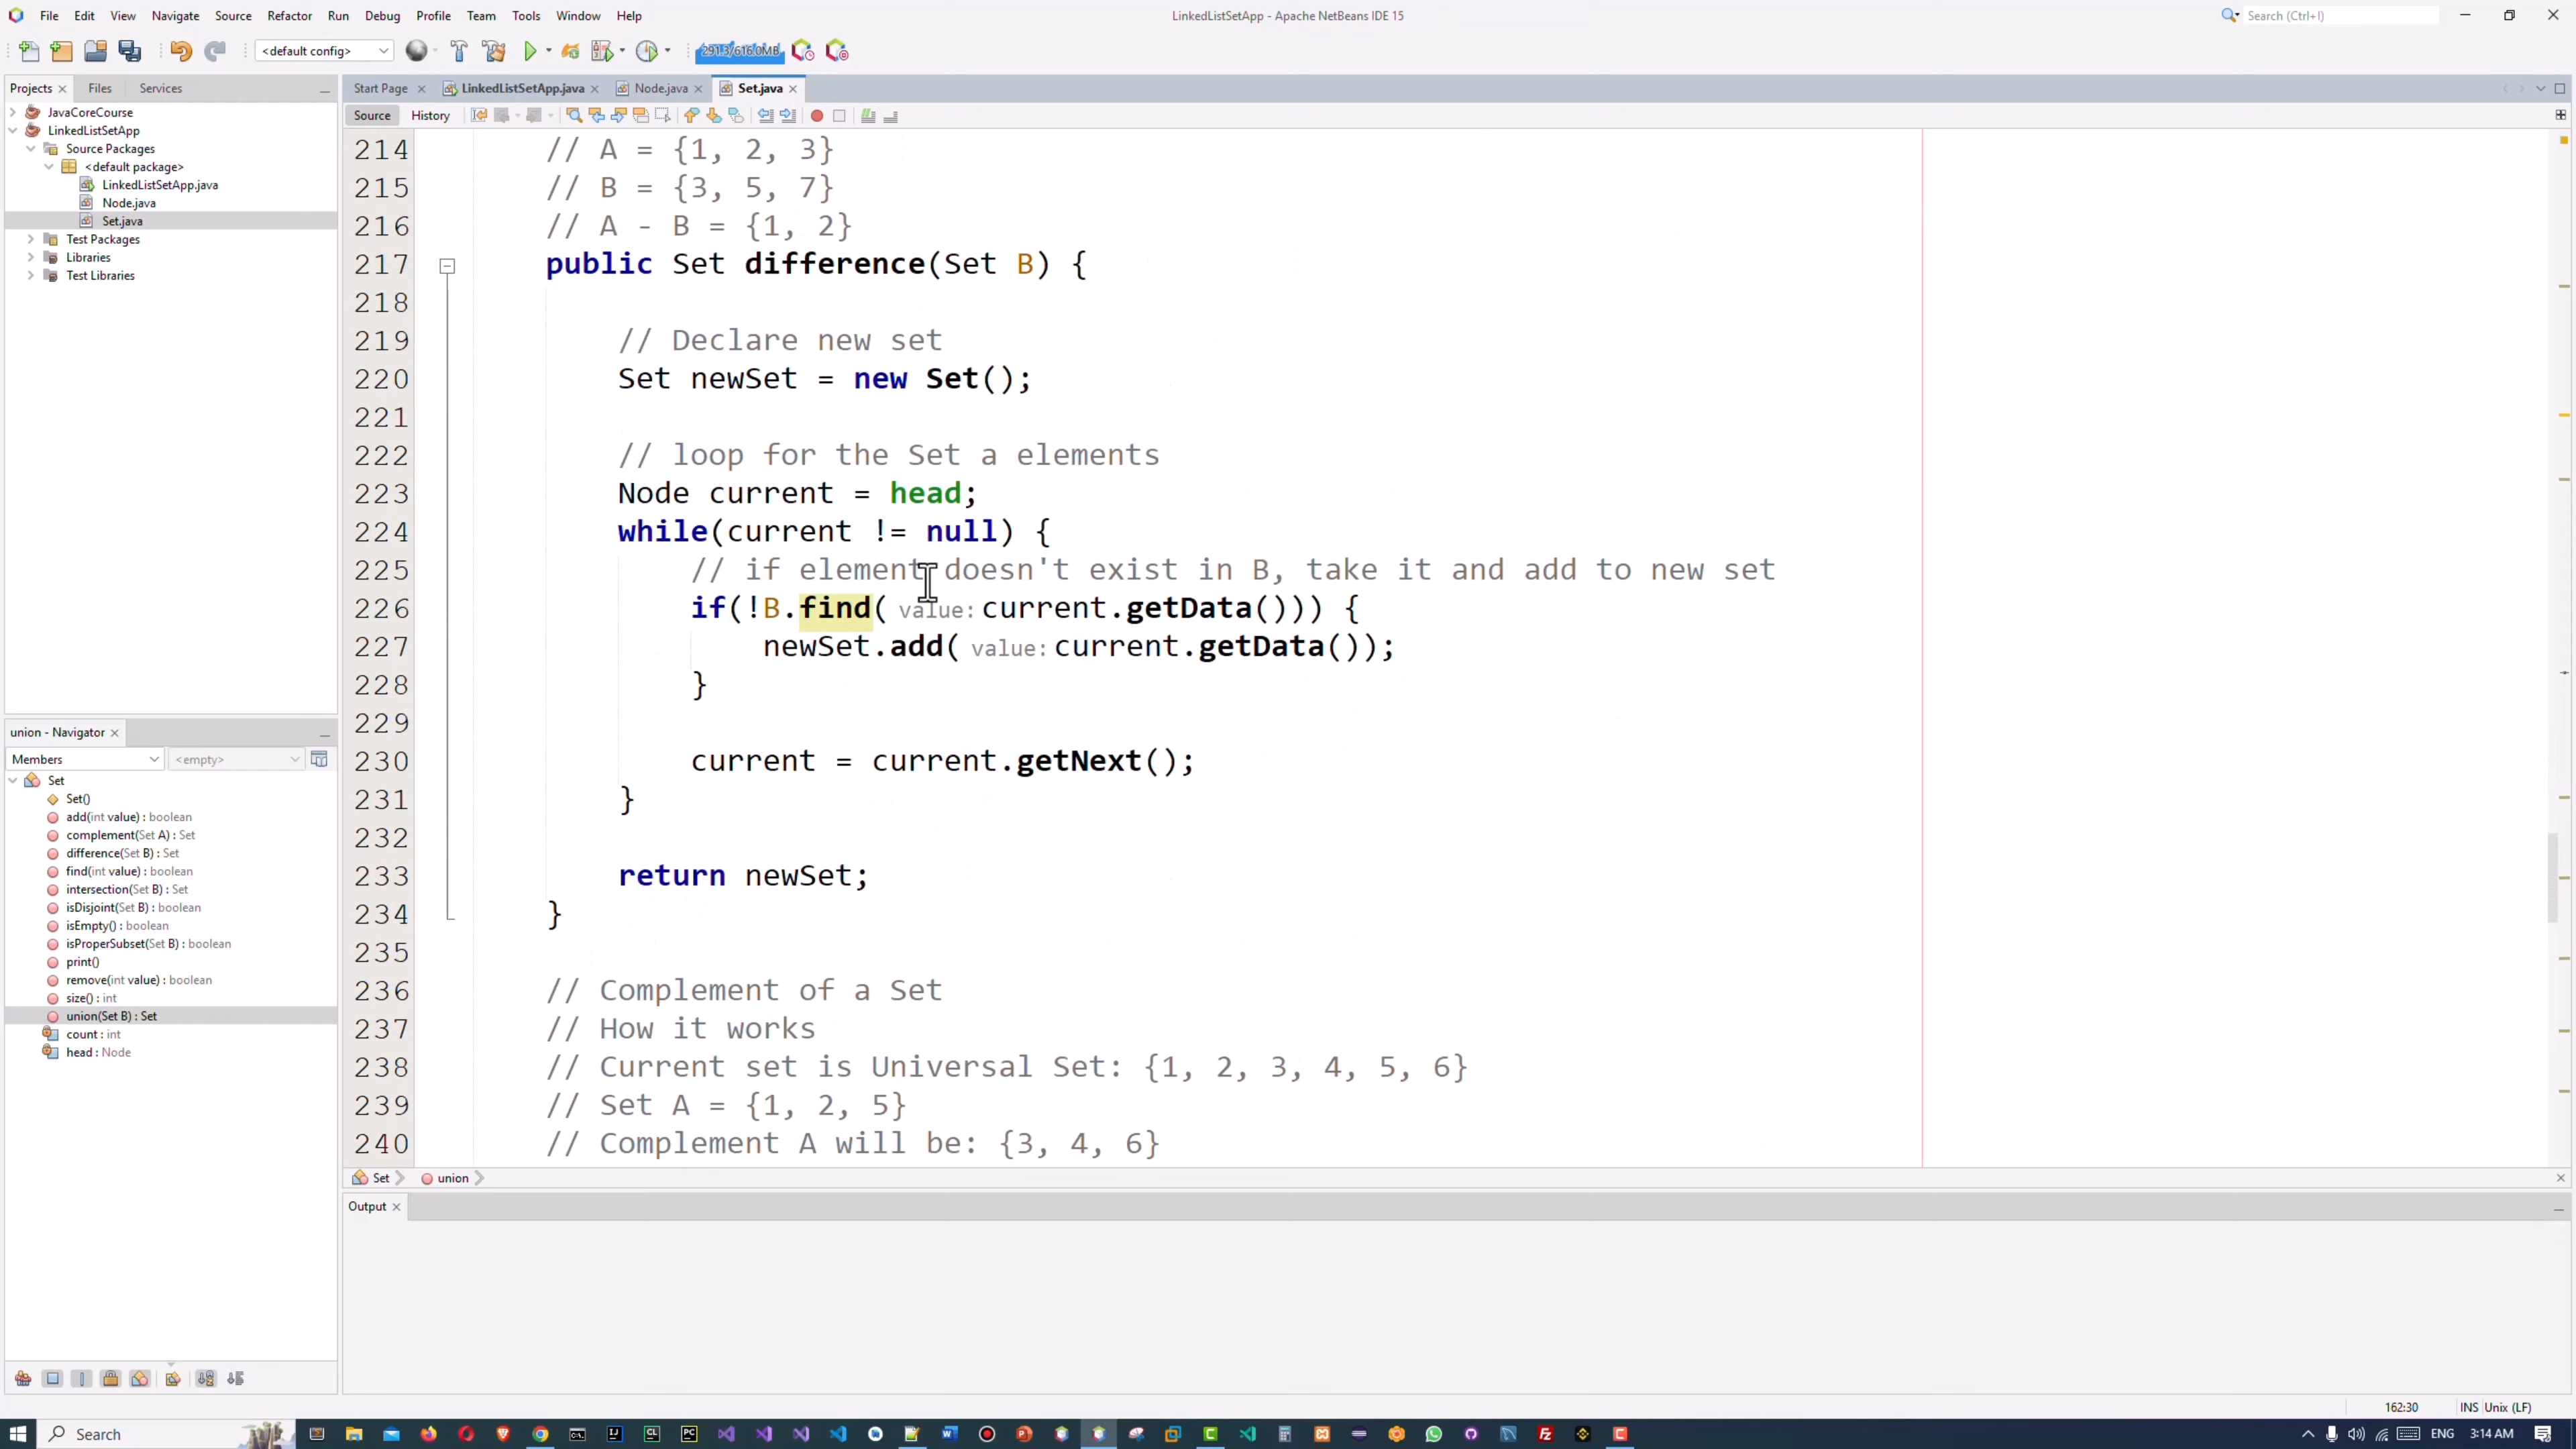 File Edit View Navigate Source Refactor Run Debug Profile Team Tools Window Help
LinkedListSetApp - Apache NetBeans IDE 15
Search (Ctrl+I)
<default config>
291.3/616.0MB
Projects Files Services
JavaCoreCourse
LinkedListSetApp
Source Packages
<default package>
LinkedListSetApp.java
Node.java
Set.java
Test Packages
Libraries
Test Libraries
Start Page LinkedListSetApp.java Node.java Set.java
Source History
214 // A = {1, 2, 3}
215 // B = {3, 5, 7}
216 // A - B = {1, 2}
217 public Set difference(Set B) {
218
219 // Declare new set
220 Set newSet = new Set();
221
222 // loop for the Set a elements
223 Node current = head;
224 while(current != null) {
225 // if element doesn't exist in B, take it and add to new set
226 if(!B.find( value: current.getData())) {
227 newSet.add( value: current.getData());
228 }
229
230 current = current.getNext();
231 }
232
233 return newSet;
234 }
235
236 // Complement of a Set
237 // How it works
238 // Current set is Universal Set: {1, 2, 3, 4, 5, 6}
239 // Set A = {1, 2, 5}
240 // Complement A will be: {3, 4, 6}
union - Navigator
Members
<empty>
Set
Set()
add(int value) : boolean
complement(Set A) : Set
difference(Set B) : Set
find(int value) : boolean
intersection(Set B) : Set
isDisjoint(Set B) : boolean
isEmpty() : boolean
isProperSubset(Set B) : boolean
print()
remove(int value) : boolean
size() : int
union(Set B) : Set
count : int
head : Node
Set union
Output
162:30 INS Unix (LF)
Search
ENG 3:14 AM